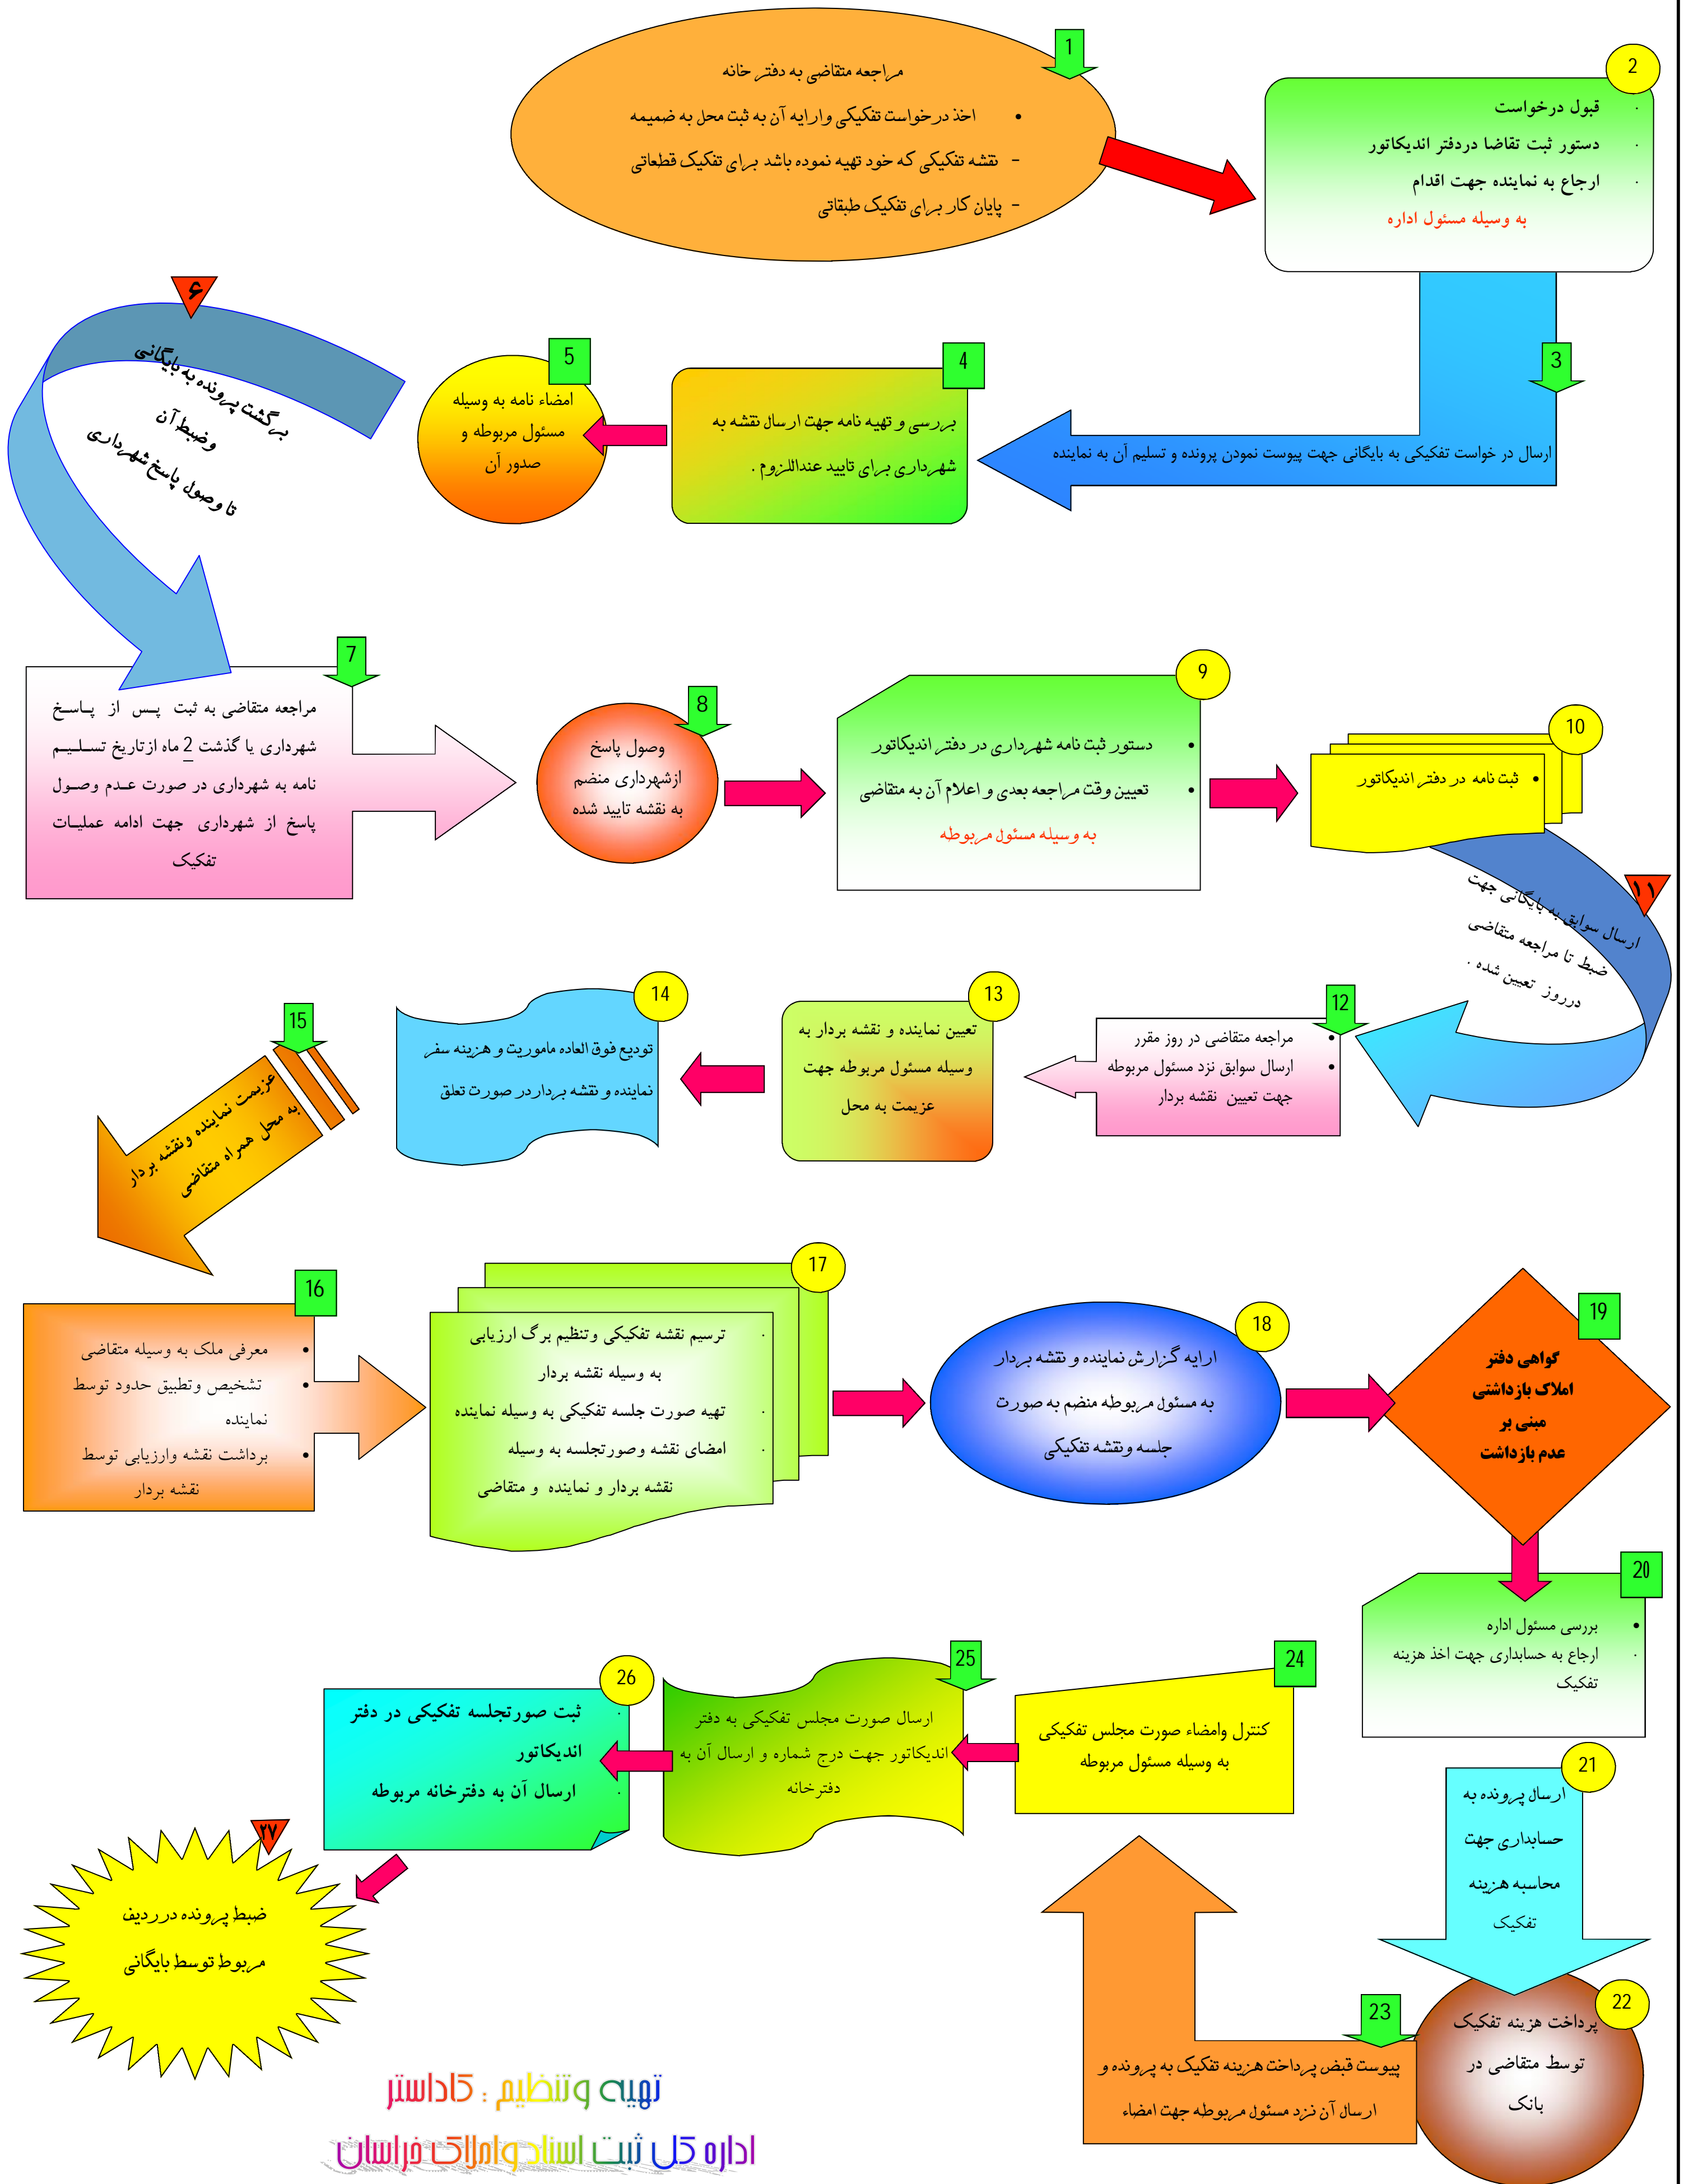 1
مراجعه متقاضی به دفتر خانه
• اخذ درخواست تفکیکی وارایه آن به ثبت محل به ضمیمه
- نقشه تفکیکی که خود تهیه نموده باشد برای تفکیک قطعاتی
- پایان کار برای تفکیک طبقاتی
2
· قبول درخواست
· دستور ثبت تقاضا دردفتر اندیکاتور
· ارجاع به نماینده جهت اقدام
به وسیله مسئول اداره
3
ارسال در خواست تفکیکی به بایگانی جهت پیوست نمودن پرونده و تسلیم آن به نماینده
4
بررسی و تهیه نامه جهت ارسال نقشه به
شهرداری برای تایید عنداللزوم .
5
امضاء نامه به وسیله
مسئول مربوطه و
صدور آن
۶
برگشت پرونده به بایگانی
وضبط آن
تا وصول پاسخ شهرداری
7
مراجعه متقاضی به ثبت پس از پاسخ
شهرداری یا گذشت 2 ماه ازتاریخ تسلیم
نامه به شهرداری در صورت عدم وصول
پاسخ از شهرداری جهت ادامه عملیات
تفکیک
8
وصول پاسخ
ازشهرداری منضم
به نقشه تایید شده
9
• دستور ثبت نامه شهرداری در دفتر اندیکاتور
• تعیین وقت مراجعه بعدی و اعلام آن به متقاضی
به وسیله مسئول مربوطه
10
• ثبت نامه در دفتر اندیکاتور
۱۱
ارسال سوابق به بایگانی جهت
ضبط تا مراجعه متقاضی
درروز تعیین شده .
12
• مراجعه متقاضی در روز مقرر
• ارسال سوابق نزد مسئول مربوطه
جهت تعیین نقشه بردار
13
تعیین نماینده و نقشه بردار به
وسیله مسئول مربوطه جهت
عزیمت به محل
14
تودیع فوق العاده ماموریت و هزینه سفر
نماینده و نقشه بردار در صورت تعلق
15
عزیمت نماینده ونقشه بردار
به محل همراه متقاضی
16
• معرفی ملک به وسیله متقاضی
• تشخیص وتطبیق حدود توسط
نماینده
• برداشت نقشه وارزیابی توسط
نقشه بردار
17
· ترسیم نقشه تفکیکی وتنظیم برگ ارزیابی
به وسیله نقشه بردار
· تهیه صورت جلسه تفکیکی به وسیله نماینده
· امضای نقشه وصورتجلسه به وسیله
نقشه بردار و نماینده و متقاضی
18
ارایه گزارش نماینده و نقشه بردار
به مسئول مربوطه منضم به صورت
جلسه ونقشه تفکیکی
19
گواهی دفتر
املاک بازداشتی
مبنی بر
عدم بازداشت
20
• بررسی مسئول اداره
· ارجاع به حسابداری جهت اخذ هزینه
تفکیک
21
ارسال پرونده به
حسابداری جهت
محاسبه هزینه
تفکیک
22
پرداخت هزینه تفکیک
توسط متقاضی در
بانک
23
پیوست قبض پرداخت هزینه تفکیک به پرونده و
ارسال آن نزد مسئول مربوطه جهت امضاء
24
کنترل وامضاء صورت مجلس تفکیکی
به وسیله مسئول مربوطه
25
ارسال صورت مجلس تفکیکی به دفتر
اندیکاتور جهت درج شماره و ارسال آن به
دفترخانه
26
· ثبت صورتجلسه تفکیکی در دفتر
اندیکاتور
· ارسال آن به دفترخانه مربوطه
۲۷
ضبط پرونده درردیف
مربوط توسط بایگانی
تهیه وتنظیم : کاداستر
اداره کل ثبت اسناد واملاک خراسان